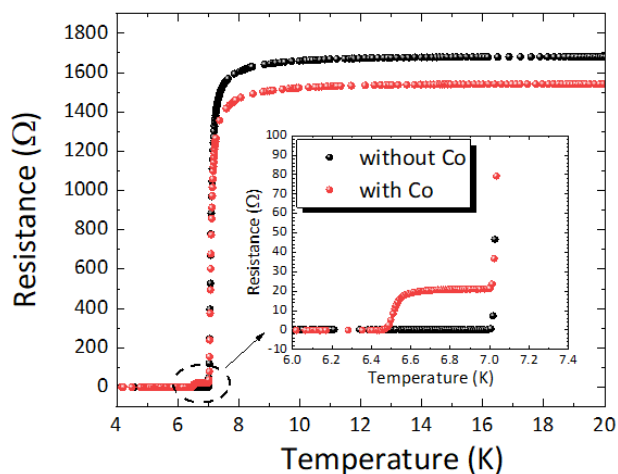 1800
1600
1400
1200
1000
800
600
400
200
0
Resistance (Ω)
4 6 8 10 12 14 16 18 20
Temperature (K)
100
90
80
70
60
50
40
30
20
10
0
-10
Resistance (Ω)
without Co
with Co
6.0 6.2 6.4 6.6 6.8 7.0 7.2 7.4
Temperature (K)